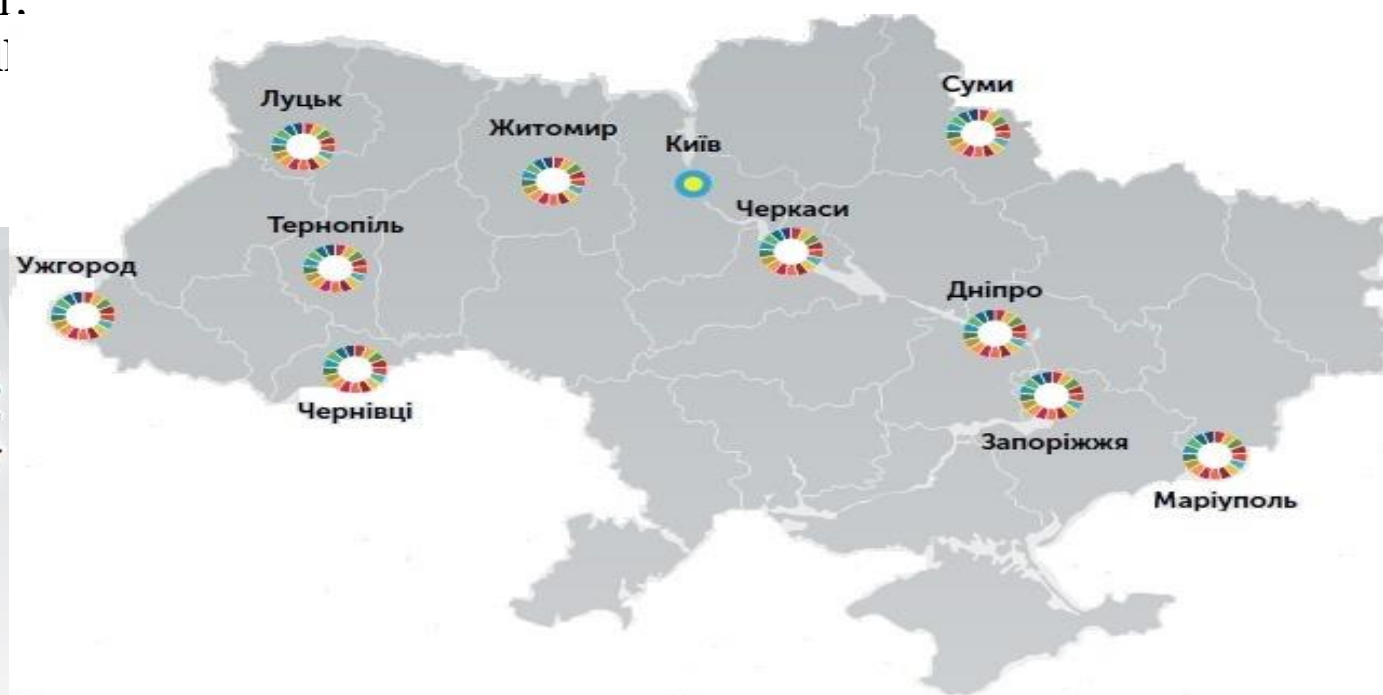 Суми
Луцьк
Житомир
Київ
Черкаси
Тернопіль
Ужгород
Дніпро
Чернівці
Запоріжжя
Маріуполь